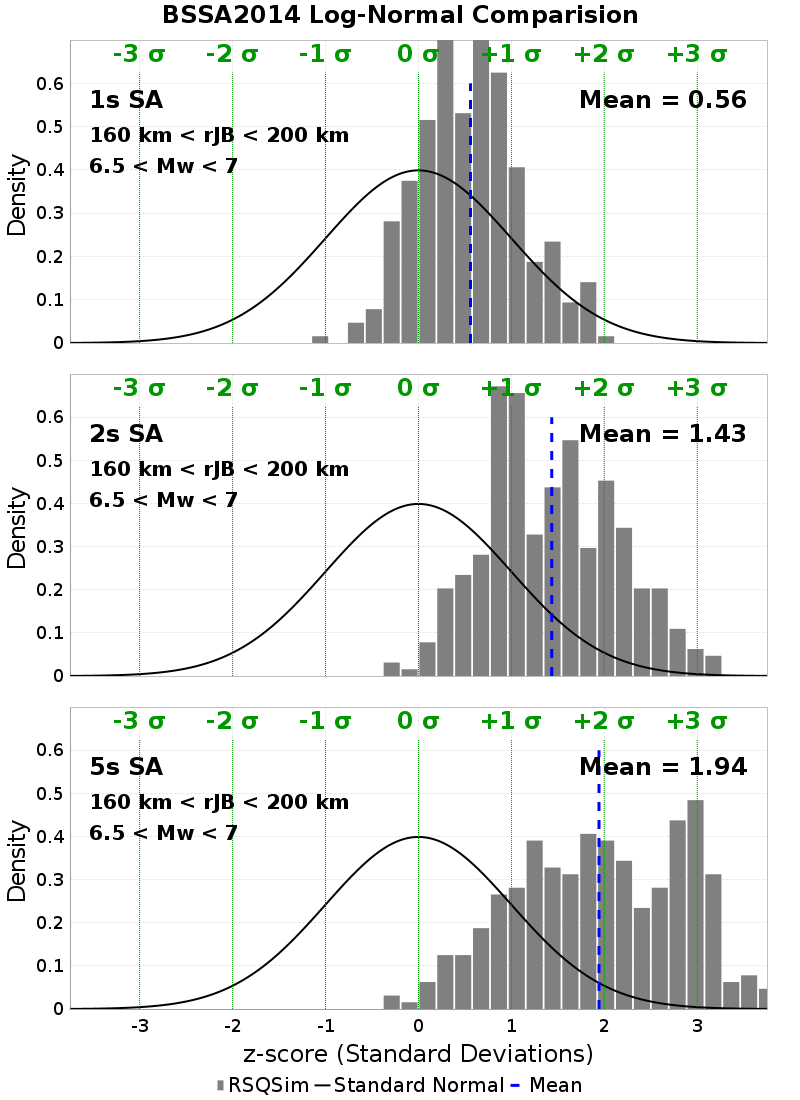 BSSA2014 Log-Normal Comparision
-3 σ -2 σ -1 σ 0 σ +1 σ +2 σ +3 σ
1s SA
Mean = 0.56
160 km < rJB < 200 km
6.5 < Mw < 7
Density
0.6
0.5
0.4
0.3
0.2
0.1
0
-3 σ -2 σ -1 σ 0 σ +1 σ +2 σ +3 σ
2s SA
Mean = 1.43
160 km < rJB < 200 km
6.5 < Mw < 7
Density
0.6
0.5
0.4
0.3
0.2
0.1
0
-3 σ -2 σ -1 σ 0 σ +1 σ +2 σ +3 σ
5s SA
Mean = 1.94
160 km < rJB < 200 km
6.5 < Mw < 7
Density
0.6
0.5
0.4
0.3
0.2
0.1
0
-3 -2 -1 0 1 2 3
z-score (Standard Deviations)
RSQSim Standard Normal Mean